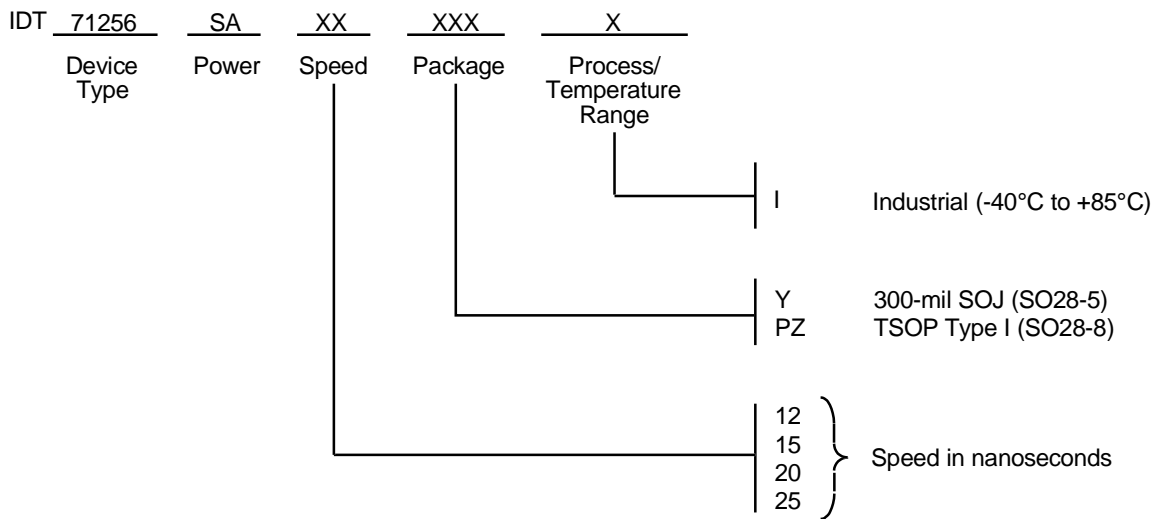 IDT 71256 SA XX XXX X
Device Type Power Speed Package Process/ Temperature Range
I Industrial (-40°C to +85°C)
Y 300-mil SOJ (SO28-5)
PZ TSOP Type I (SO28-8)
12
15
20
25
Speed in nanoseconds